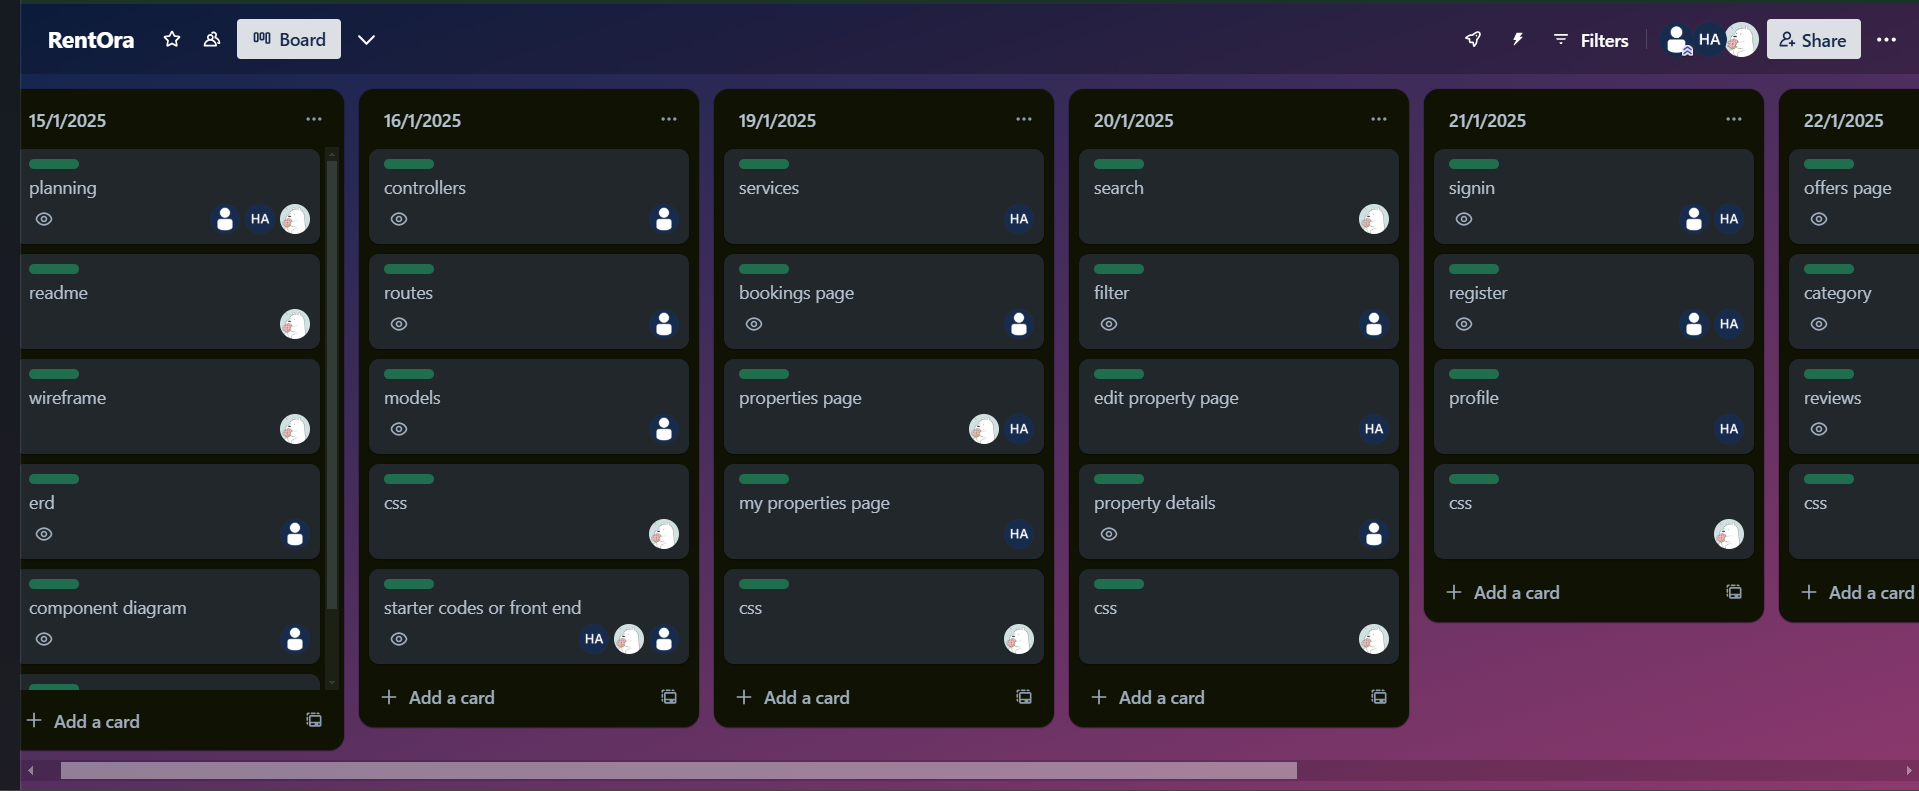 RentOra
Board
Filters
HA
Share
15/1/2025
planning
HA
readme
wireframe
erd
component diagram
Add a card
16/1/2025
controllers
routes
models
css
starter codes or front end
HA
Add a card
19/1/2025
services
HA
bookings page
properties page
HA
my properties page
HA
css
Add a card
20/1/2025
search
filter
edit property page
HA
property details
css
Add a card
21/1/2025
signin
HA
register
HA
profile
HA
css
Add a card
22/1/2025
offers page
category
reviews
css
Add a card